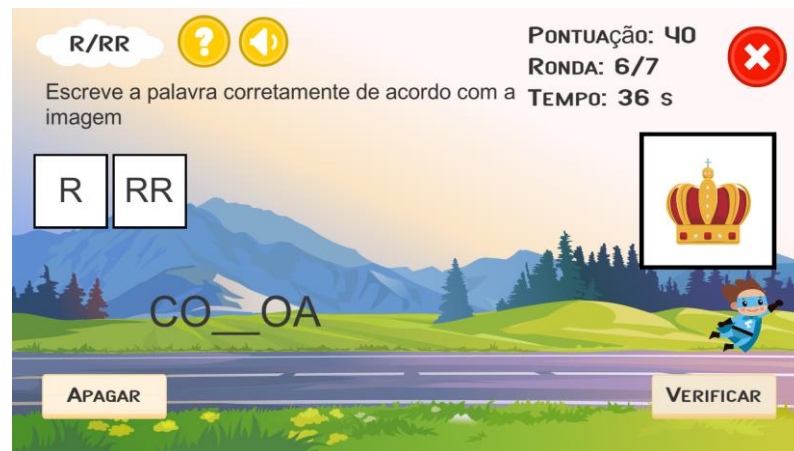 R/RR
?
Pontuação: 40
Ronda: 6/7
Tempo: 36 s
Escreve a palavra corretamente de acordo com a
imagem
R RR
CO__OA
Apagar
Verificar